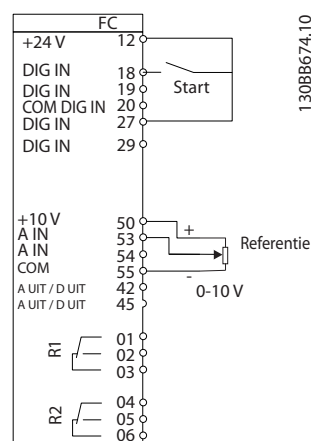 FC
+24 V 12
DIG IN 18
DIG IN 19
COM DIG IN 20
DIG IN 27
DIG IN 29
Start
+10 V 50
A IN 53
A IN 54
COM 55
A UIT / D UIT 42
A UIT / D UIT 45
+
-
Referentie
0-10 V
R1
01
02
03
R2
04
05
06
130BB674.10